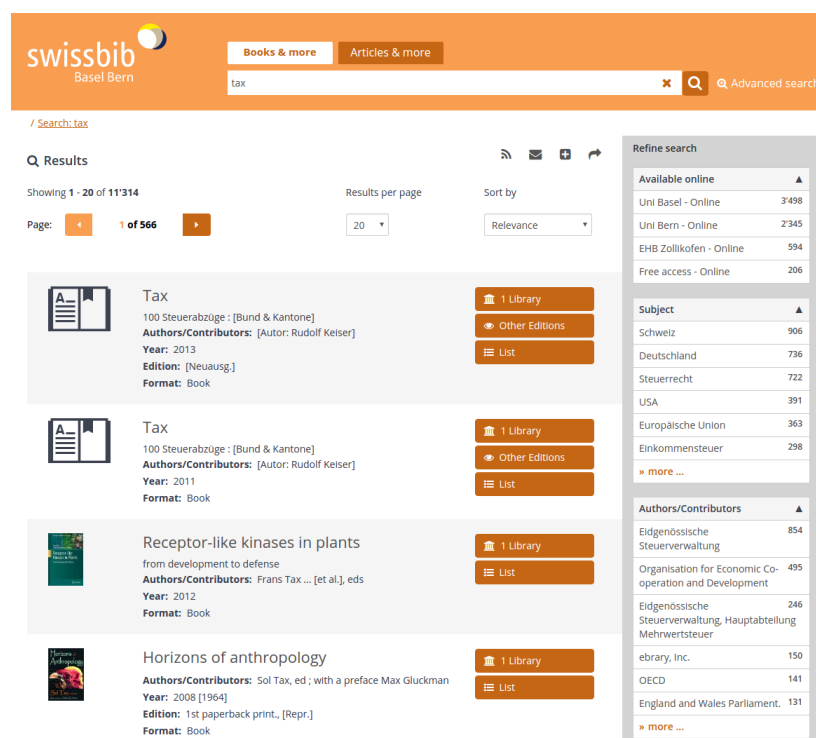 swissbib
Basel Bern
Books & more
Articles & more
tax
Advanced search
/ Search: tax
Results
Showing 1 - 20 of 11'314
Results per page
Sort by
Page:
1 of 566
20
Relevance
Tax
100 Steuerabzüge : [Bund & Kantone]
Authors/Contributors: [Autor: Rudolf Keiser]
Year: 2013
Edition: [Neuausg.]
Format: Book
1 Library
Other Editions
List
Tax
100 Steuerabzüge : [Bund & Kantone]
Authors/Contributors: [Autor: Rudolf Keiser]
Year: 2011
Format: Book
1 Library
Other Editions
List
Receptor-like kinases in plants
from development to defense
Authors/Contributors: Frans Tax ... [et al.], eds
Year: 2012
Format: Book
1 Library
List
Horizons of anthropology
Authors/Contributors: Sol Tax, ed ; with a preface Max Gluckman
Year: 2008 [1964]
Edition: 1st paperback print., [Repr.]
Format: Book
1 Library
List
Refine search
Available online
Uni Basel - Online 3'498
Uni Bern - Online 2'345
EHB Zollikofen - Online 594
Free access - Online 206
Subject
Schweiz 906
Deutschland 736
Steuerrecht 722
USA 391
Europäische Union 363
Einkommensteuer 298
» more ...
Authors/Contributors
Eidgenössische 854
Steuerverwaltung
Organisation for Economic Co- 495
operation and Development
Eidgenössische 246
Steuerverwaltung, Hauptabteilung
Mehrwertsteuer
ebrary, Inc. 150
OECD 141
England and Wales Parliament. 131
» more ...